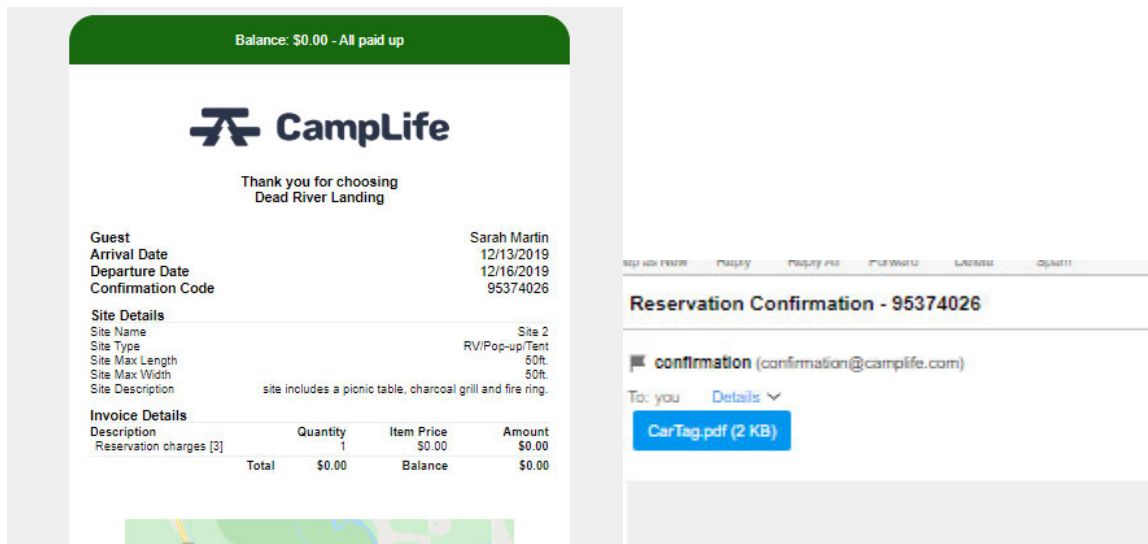 Balance: $0.00 - All paid up
CampLife
Thank you for choosing
Dead River Landing
Guest Sarah Martin
Arrival Date 12/13/2019
Departure Date 12/16/2019
Confirmation Code 95374026
Site Details
Site Name Site 2
Site Type RV/Pop-up/Tent
Site Max Length 50ft.
Site Max Width 50ft.
Site Description site includes a picnic table, charcoal grill and fire ring.
Invoice Details
Description Quantity Item Price Amount
Reservation charges [3] 1 $0.00 $0.00
Total $0.00 Balance $0.00
Reply Reply All Forward Delete Spam
Reservation Confirmation - 95374026
confirmation (confirmation@camplife.com)
To: you Details
CarTag.pdf (2 KB)